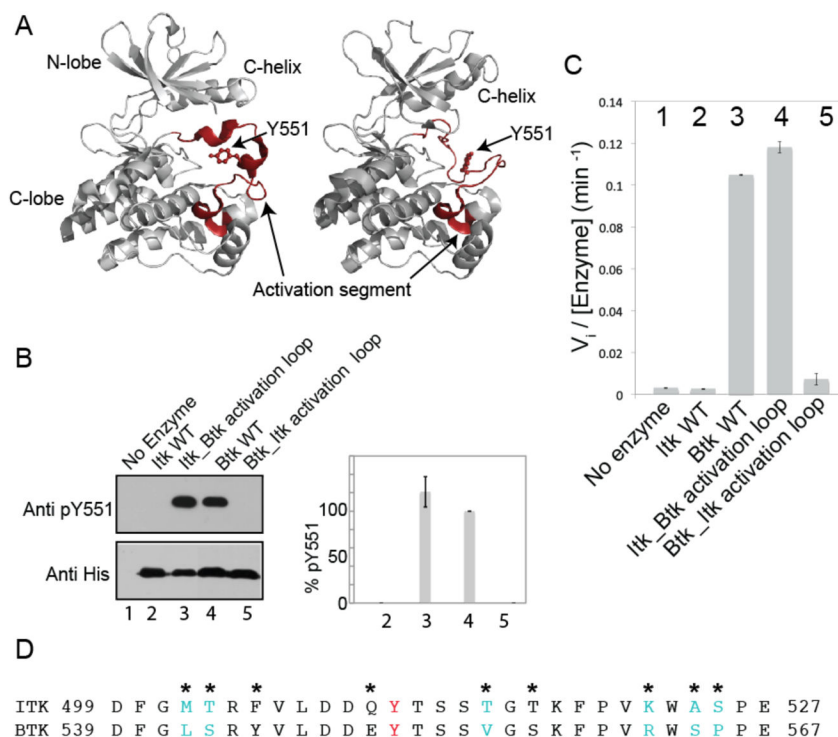 A
N-lobe
C-helix
Y551
C-lobe
C-helix
Y551
Activation segment
B
No Enzyme
Itk WT
Itk_Btk activation loop
Btk WT
Btk_Itk activation loop
Anti pY551
Anti His
1 2 3 4 5
% pY551
100
50
0
2 3 4 5
C
V i / [Enzyme] (min -1)
0.14
0.12
0.1
0.08
0.06
0.04
0.02
0
1 2 3 4 5
No enzyme
Itk WT
Btk WT
Itk_Btk activation loop
Btk_Itk activation loop
D
* * * * * * * * *
ITK 499 D F G M T R F V L D D Q Y T S S T G T K F P V K W A S P E 527
BTK 539 D F G L S R Y V L D D E Y T S S V G S K F P V R W S P P E 567